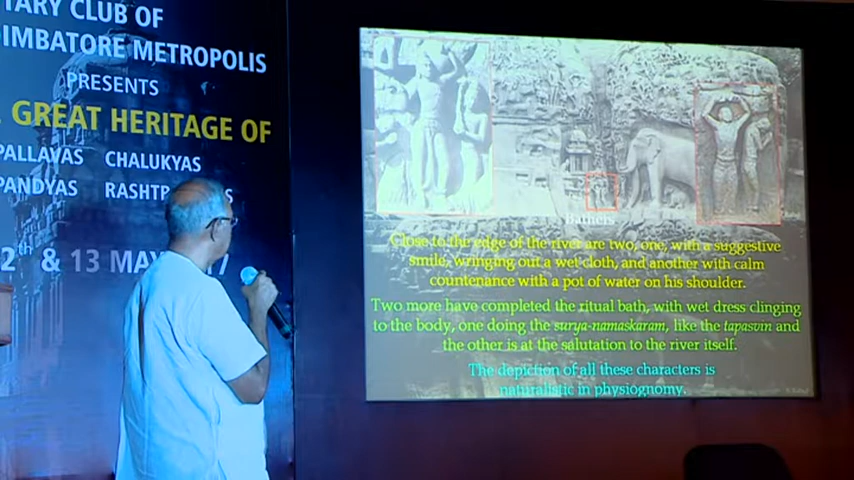 TARY CLUB OF
OIMBATORE METROPOLIS
PRESENTS
GREAT HERITAGE OF
PALLAVAS CHALUKYAS
PANDYAS RASHTR
& 13 MAY
Bathers
Close to the edge of the river are two, one, with a suggestive
smile, wringing out a wet cloth, and another with calm
countenance with a pot of water on his shoulder.
Two more have completed the ritual bath, with wet dress clinging
to the body, one doing the surya-namaskaram, like the tapasvin and
the other is at the salutation to the river itself.
The depiction of all these characters is
naturalistic in physiognomy.